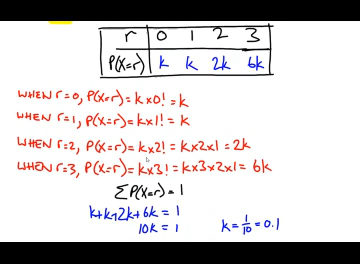 r 0 1 2 3
P(X=r) k k 2k 6k
WHEN r=0, P(X=r)= k×0! = k
WHEN r=1, P(X=r)= k×1! = k
WHEN r=2, P(X=r)= k×2! = k×2×1 = 2k
WHEN r=3, P(X=r)= k×3! = k×3×2×1 = 6k
∑P(X=r) = 1
k+k+2k+6k = 1
10k = 1 k = 1/10 = 0.1